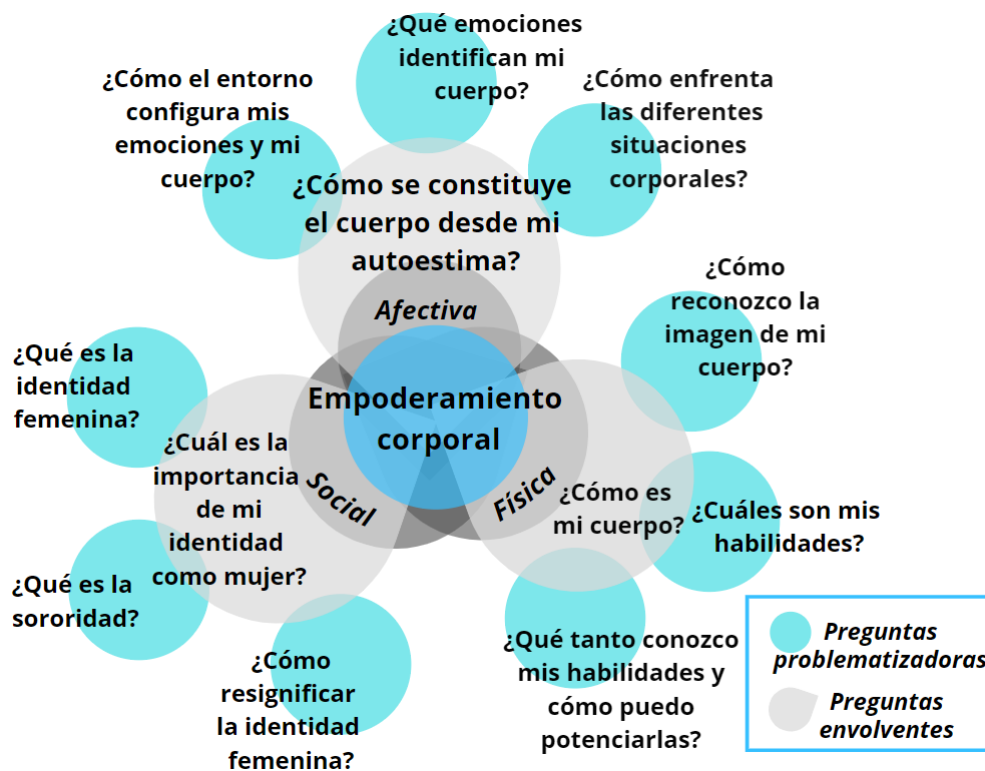 ¿Qué emociones
identifican mi
cuerpo?
¿Cómo el entorno
configura mis
emociones y mi
cuerpo?
¿Cómo enfrenta
las diferentes
situaciones
corporales?
¿Cómo se constituye
el cuerpo desde mi
autoestima?
Afectiva
¿Cómo
reconozco la
imagen de mi
cuerpo?
¿Qué es la
identidad
femenina?
Empoderamiento
corporal
¿Cuál es la
importancia
de mi
identidad
como mujer?
Social
Física
¿Cómo es
mi cuerpo?
¿Cuáles son mis
habilidades?
¿Qué es la
sororidad?
¿Cómo
resignificar
la identidad
femenina?
¿Qué tanto conozco
mis habilidades y
cómo puedo
potenciarlas?
Preguntas
problematizadoras
Preguntas
envolventes